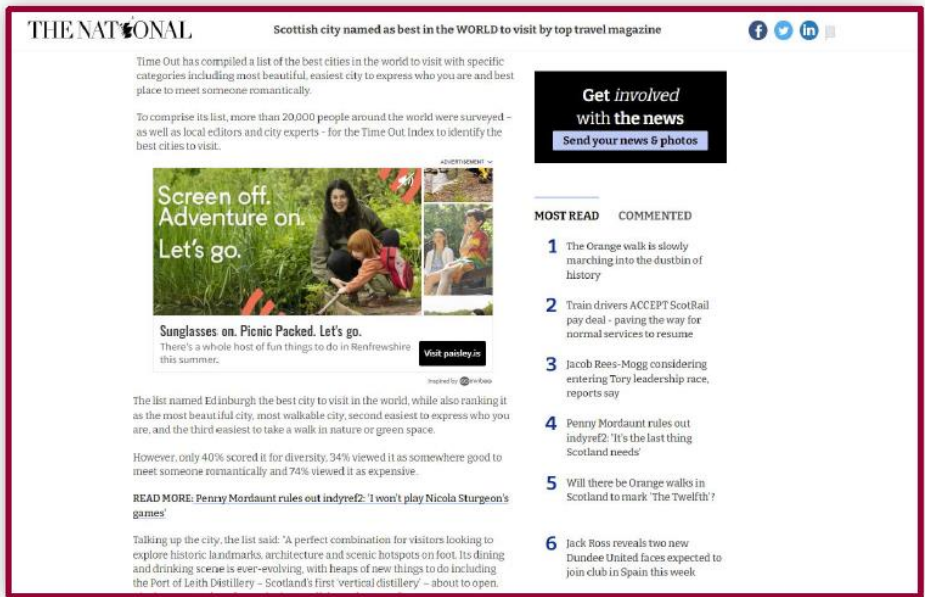 THE NATIONAL
Scottish city named as best in the WORLD to visit by top travel magazine
Time Out has compiled a list of the best cities in the world to visit with specific
categories including most beautiful, easiest city to express who you are and best
place to meet someone romantically.
To comprise its list, more than 20,000 people around the world were surveyed –
as well as local editors and city experts - for the Time Out Index to identify the
best cities to visit.
ADVERTISEMENT
Screen off.
Adventure on.
Let's go.
Sunglasses on. Picnic Packed. Let's go.
There's a whole host of fun things to do in Renfrewshire
this summer.
Visit paisley.is
Inspired by
The list named Edinburgh the best city to visit in the world, while also ranking it
as the most beautiful city, most walkable city, second easiest to express who you
are, and the third easiest to take a walk in nature or green space.
However, only 40% scored it for diversity, 34% viewed it as somewhere good to
meet someone romantically and 74% viewed it as expensive.
READ MORE: Penny Mordaunt rules out indyref2: 'I won't play Nicola Sturgeon's
games'
Talking up the city, the list said: "A perfect combination for visitors looking to
explore historic landmarks, architecture and scenic hotspots on foot. Its dining
and drinking scene is ever-evolving, with heaps of new things to do including
the Port of Leith Distillery – Scotland's first 'vertical distillery' – about to open.
Get involved
with the news
Send your news & photos
MOST READ COMMENTED
1 The Orange walk is slowly
marching into the dustbin of
history
2 Train drivers ACCEPT ScotRail
pay deal - paving the way for
normal services to resume
3 Jacob Rees-Mogg considering
entering Tory leadership race,
reports say
4 Penny Mordaunt rules out
indyref2: 'It's the last thing
Scotland needs'
5 Will there be Orange walks in
Scotland to mark 'The Twelfth'?
6 Jack Ross reveals two new
Dundee United faces expected to
join club in Spain this week